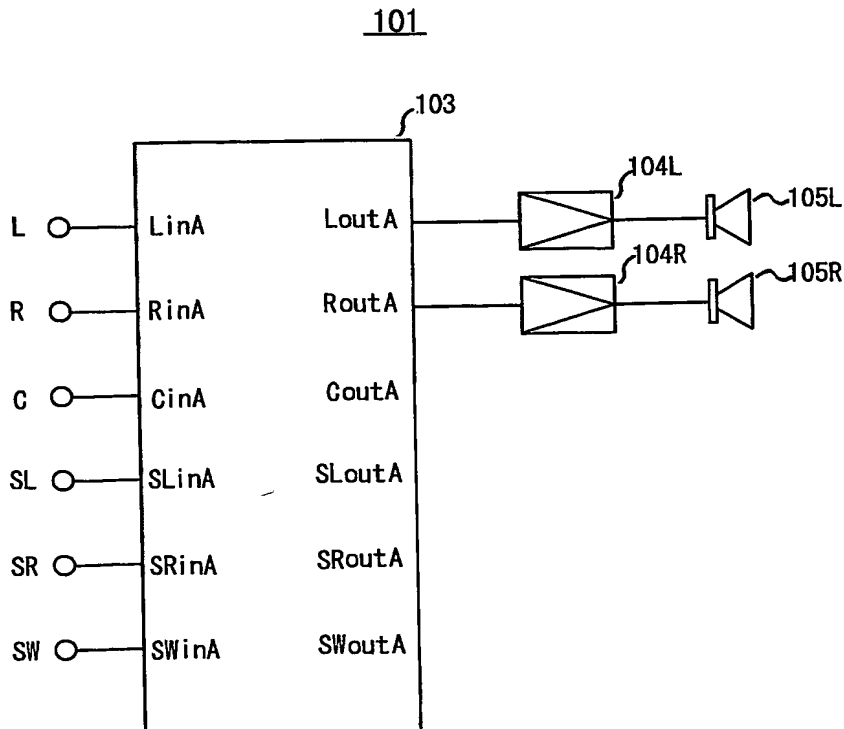 101
103
104L
105L
L LinA LoutA
104R
105R
R RinA RoutA
C CinA CoutA
SL SLinA SLoutA
SR SRinA SRoutA
SW SWinA SWoutA